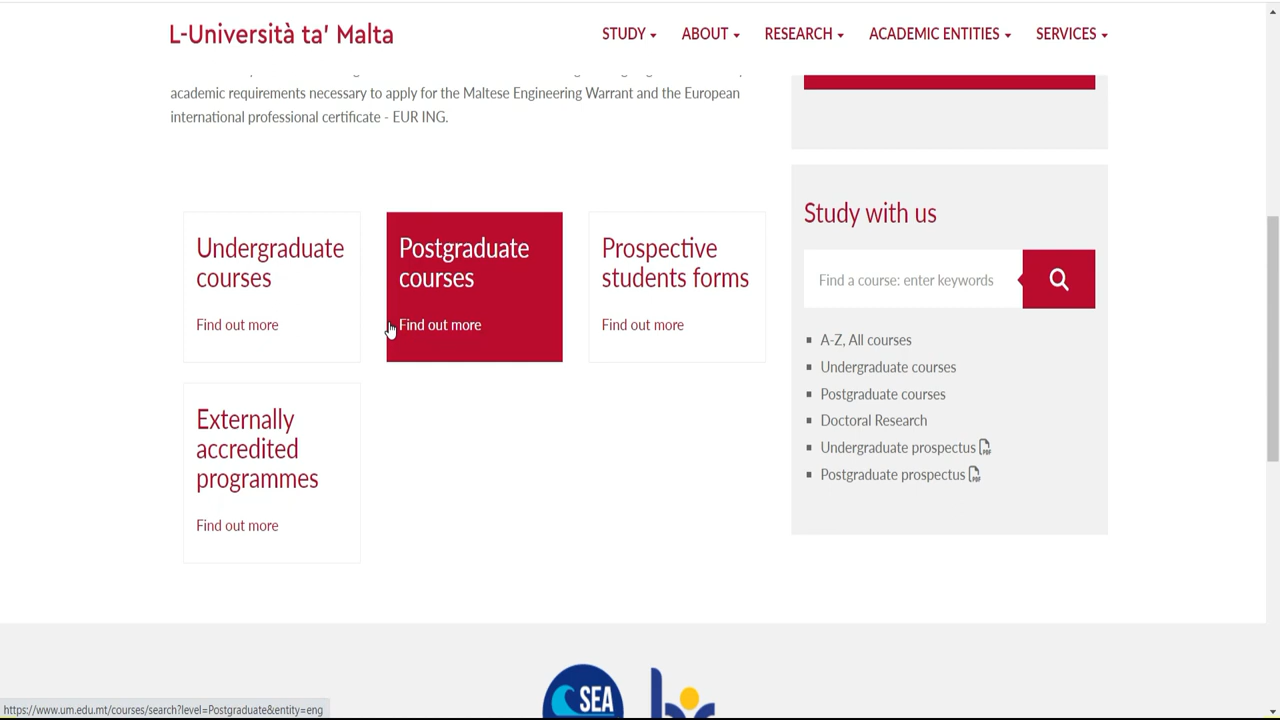 L-Università ta' Malta
STUDY
ABOUT
RESEARCH
ACADEMIC ENTITIES
SERVICES
academic requirements necessary to apply for the Maltese Engineering Warrant and the European
international professional certificate - EUR ING.
Undergraduate
courses
Find out more
Postgraduate
courses
Find out more
Prospective
students forms
Find out more
Externally
accredited
programmes
Find out more
Study with us
Find a course: enter keywords
A-Z, All courses
Undergraduate courses
Postgraduate courses
Doctoral Research
Undergraduate prospectus PDF
Postgraduate prospectus PDF
SEA
https://www.um.edu.mt/courses/search?level=Postgraduate&entity=eng